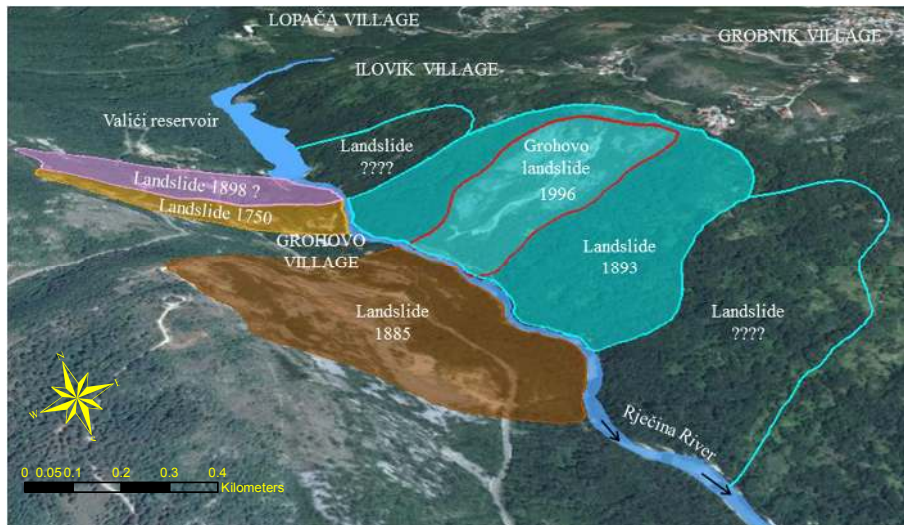 LOPAČA VILLAGE
GROBNIK VILLAGE
ILOVIK VILLAGE
Valići reservoir
Landslide
????
Grohovo
landslide
1996
Landslide 1898 ?
Landslide 1750
GROHOVO
VILLAGE
Landslide
1893
Landslide
????
Landslide
1885
Rječina River
N
W
0 0.05 0.1 0.2 0.3 0.4
Kilometers